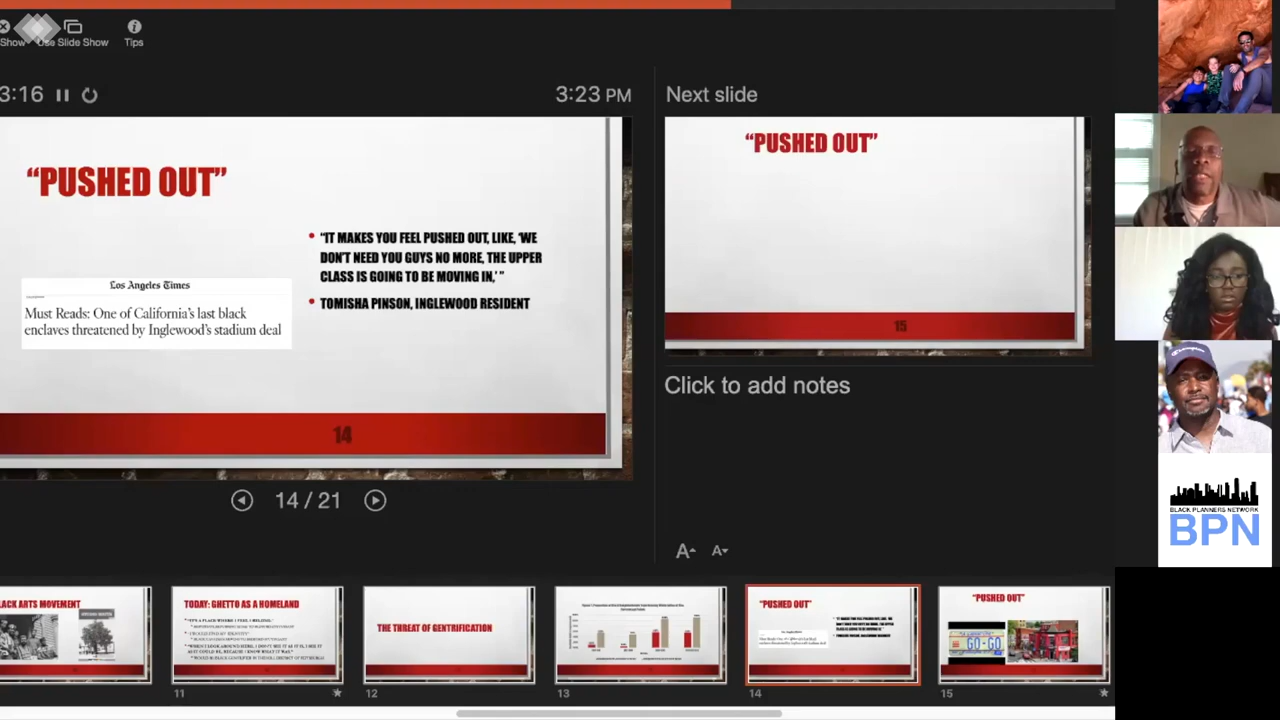 Show
Use Slide Show
Tips
3:16
3:23 PM
Next slide
“PUSHED OUT”
“IT MAKES YOU FEEL PUSHED OUT, LIKE, ‘WE
DON’T NEED YOU GUYS NO MORE, THE UPPER
CLASS IS GOING TO BE MOVING IN,’ ”
TOMISHA PINSON, INGLEWOOD RESIDENT
Los Angeles Times
Must Reads: One of California’s last black
enclaves threatened by Inglewood’s stadium deal
14
“PUSHED OUT”
15
Click to add notes
14 / 21
A
A
BLACK PLANNERS NETWORK
BPN
LACK ARTS MOVEMENT
TODAY: GHETTO AS A HOMELAND
THE THREAT OF GENTRIFICATION
“PUSHED OUT”
“PUSHED OUT”
GO-GO
11
12
13
14
15